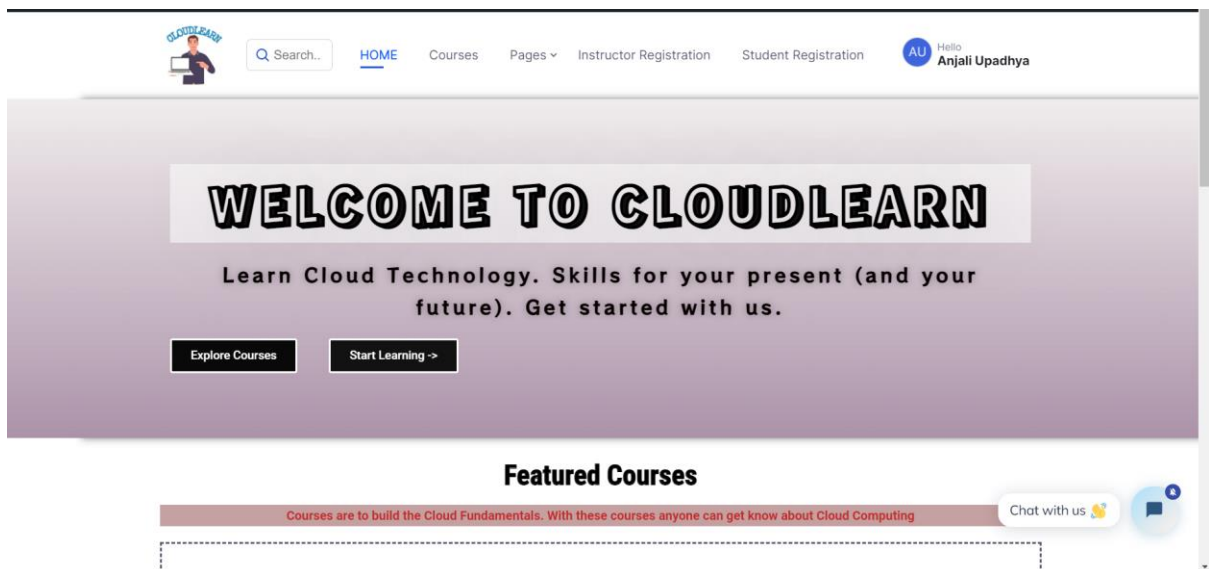 CLOUDLEARN
Search..
HOME
Courses
Pages
Instructor Registration
Student Registration
AU
Hello
Anjali Upadhya
WELCOME TO CLOUDLEARN
Learn Cloud Technology. Skills for your present (and your
future). Get started with us.
Explore Courses
Start Learning ->
Featured Courses
Courses are to build the Cloud Fundamentals. With these courses anyone can get know about Cloud Computing
Chat with us 👋